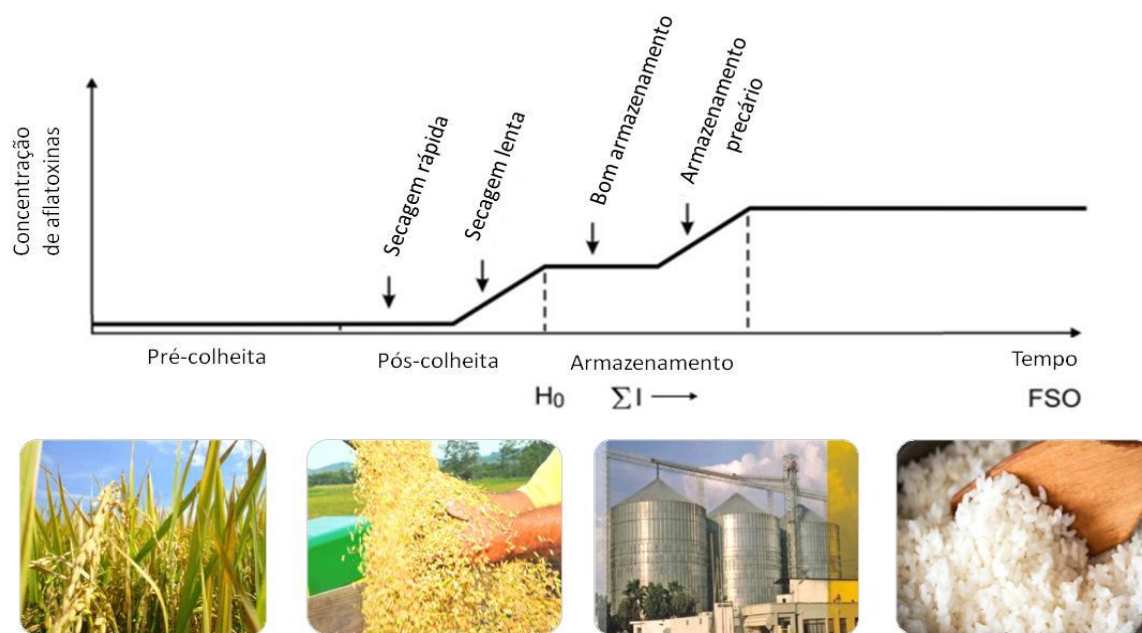 Concentração
de aflatoxinas
Secagem rápida
Secagem lenta
Bom armazenamento
Armazenamento
precário
Pré-colheita
Pós-colheita
Armazenamento
Tempo
H₀
∑I
FSO